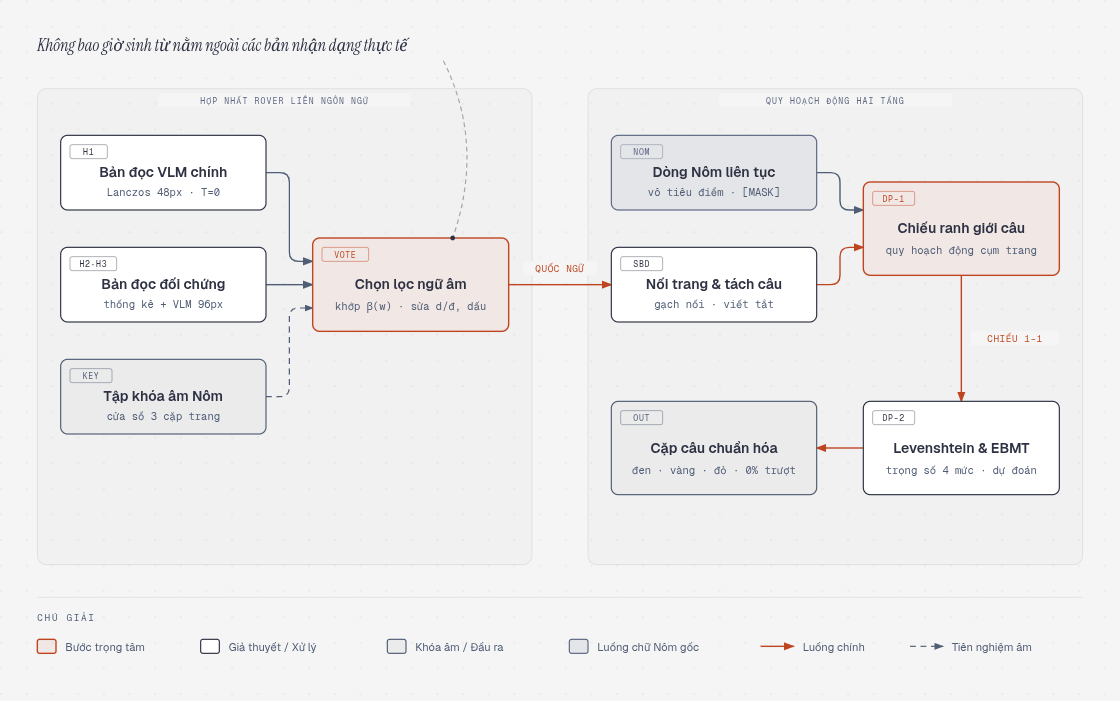 Không bao giờ sinh từ nằm ngoài các bản nhận dạng thực tế
HỢP NHẤT ROVER LIÊN NGÔN NGỮ
H1
Bản đọc VLM chính
Lanczos 48px · T=0
H2-H3
Bản đọc đối chứng
thống kê + VLM 96px
KEY
Tập khóa âm Nôm
cửa sổ 3 cặp trang
VOTE
Chọn lọc ngữ âm
khớp β(w) · sửa d/đ, dấu
QUỐC NGỮ
QUY HOẠCH ĐỘNG HAI TẦNG
NOM
Dòng Nôm liên tục
vô tiêu điểm · [MASK]
SBD
Nối trang & tách câu
gạch nối · viết tắt
DP-1
Chiếu ranh giới câu
quy hoạch động cụm trang
CHIẾU 1-1
OUT
Cặp câu chuẩn hóa
đen · vàng · đỏ · 0% trượt
DP-2
Levenshtein & EBMT
trọng số 4 mức · dự đoán
CHÚ GIẢI
Bước trọng tâm
Giả thuyết / Xử lý
Khóa âm / Đầu ra
Luồng chữ Nôm gốc
Luồng chính
Tiên nghiệm âm